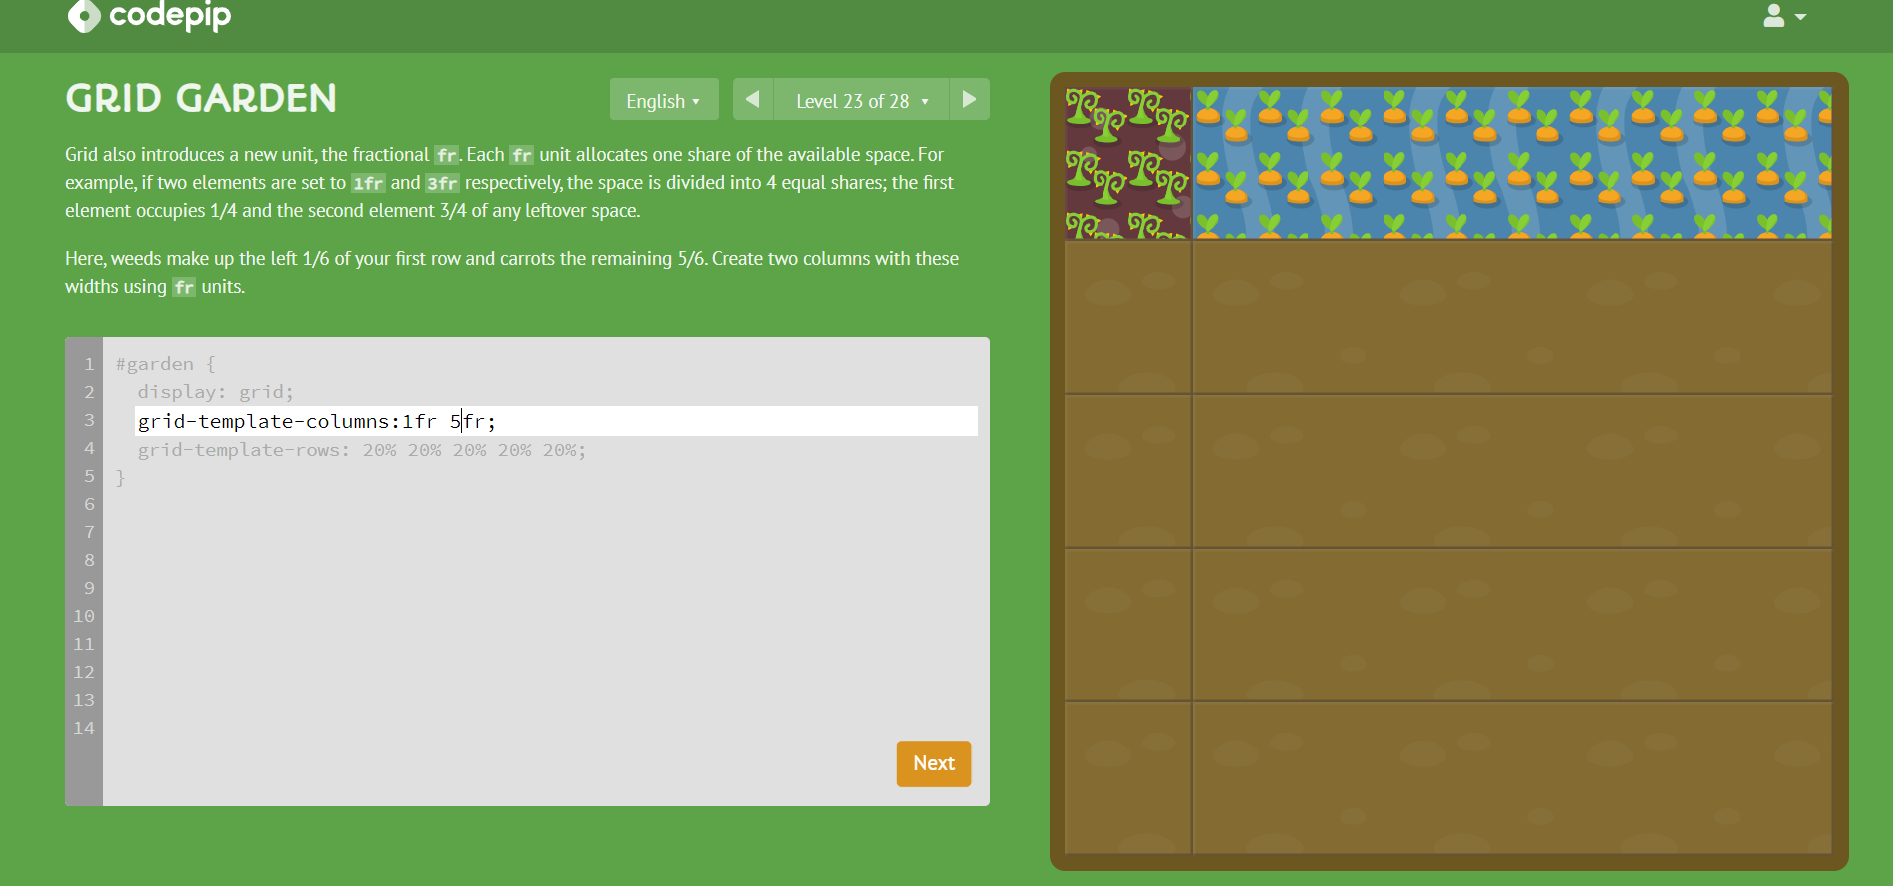 codepip
GRID GARDEN
English ▾
Level 23 of 28 ▾
Grid also introduces a new unit, the fractional fr. Each fr unit allocates one share of the available space. For
example, if two elements are set to 1fr and 3fr respectively, the space is divided into 4 equal shares; the first
element occupies 1/4 and the second element 3/4 of any leftover space.
Here, weeds make up the left 1/6 of your first row and carrots the remaining 5/6. Create two columns with these
widths using fr units.
1 #garden {
2 display: grid;
3 grid-template-columns:1fr 5fr;
4 grid-template-rows: 20% 20% 20% 20% 20%;
5 }
6
7
8
9
10
11
12
13
14
Next